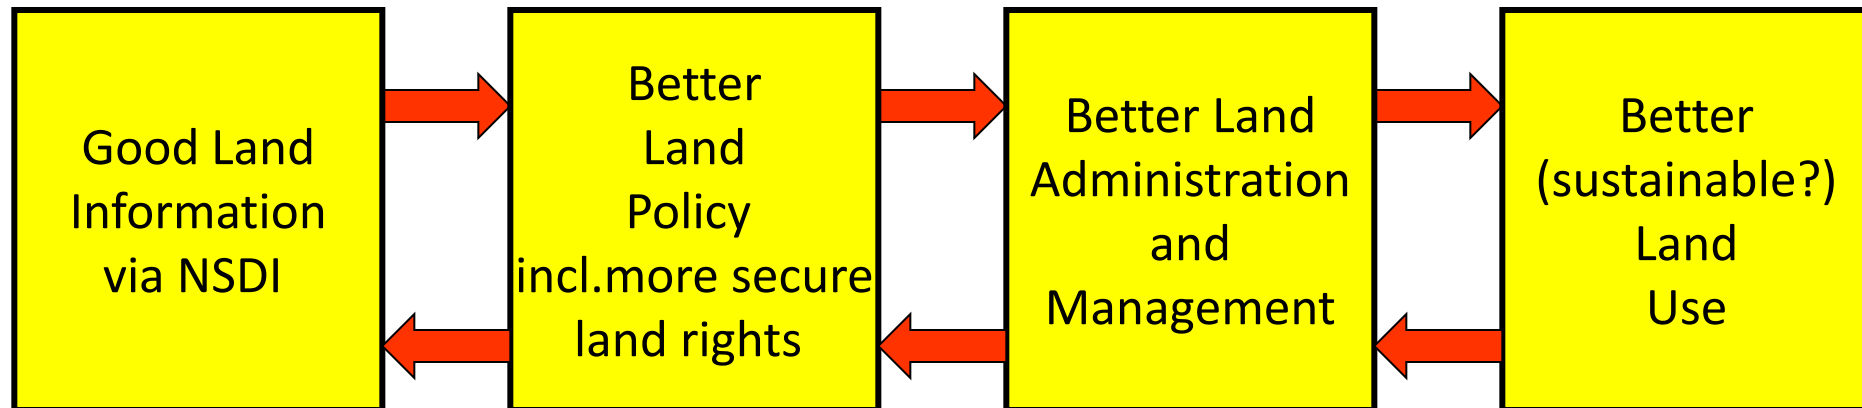 Good Land
Information
via NSDI
Better
Land
Policy
incl.more secure
land rights
Better Land
Administration
and
Management
Better
(sustainable?)
Land
Use